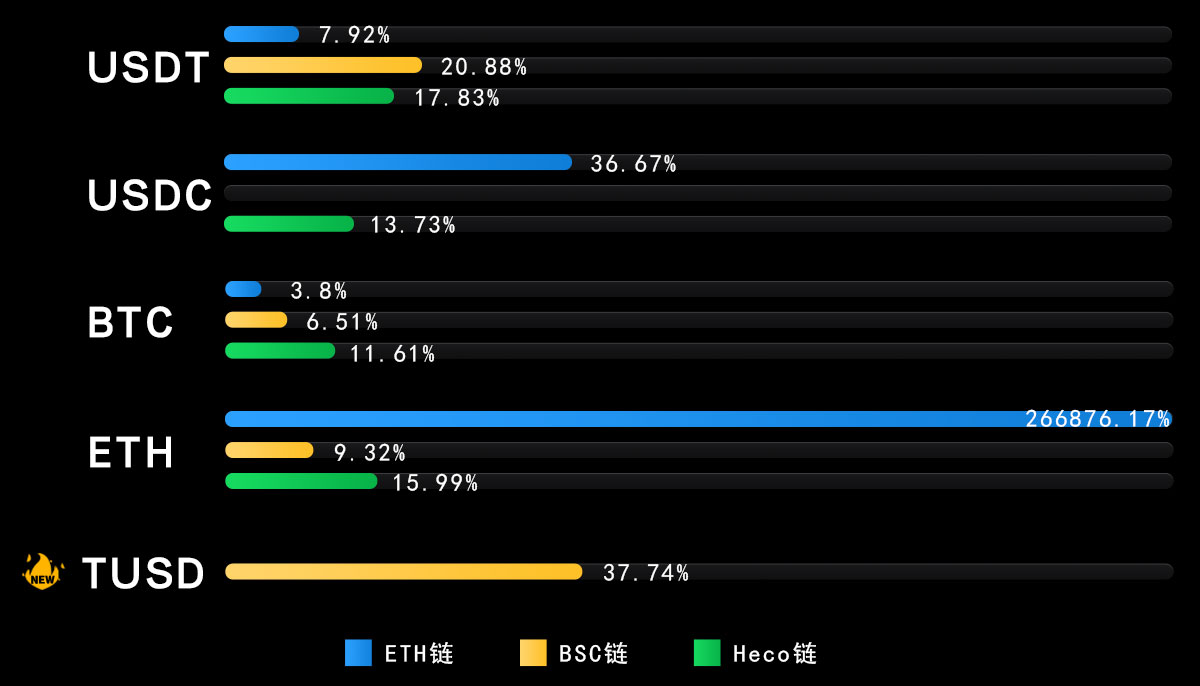 7.92%
USDT
20.88%
17.83%
36.67%
USDC
13.73%
3.8%
BTC
6.51%
11.61%
266876.17%
ETH
9.32%
15.99%
NEW
TUSD
37.74%
ETH链 BSC链 Heco链